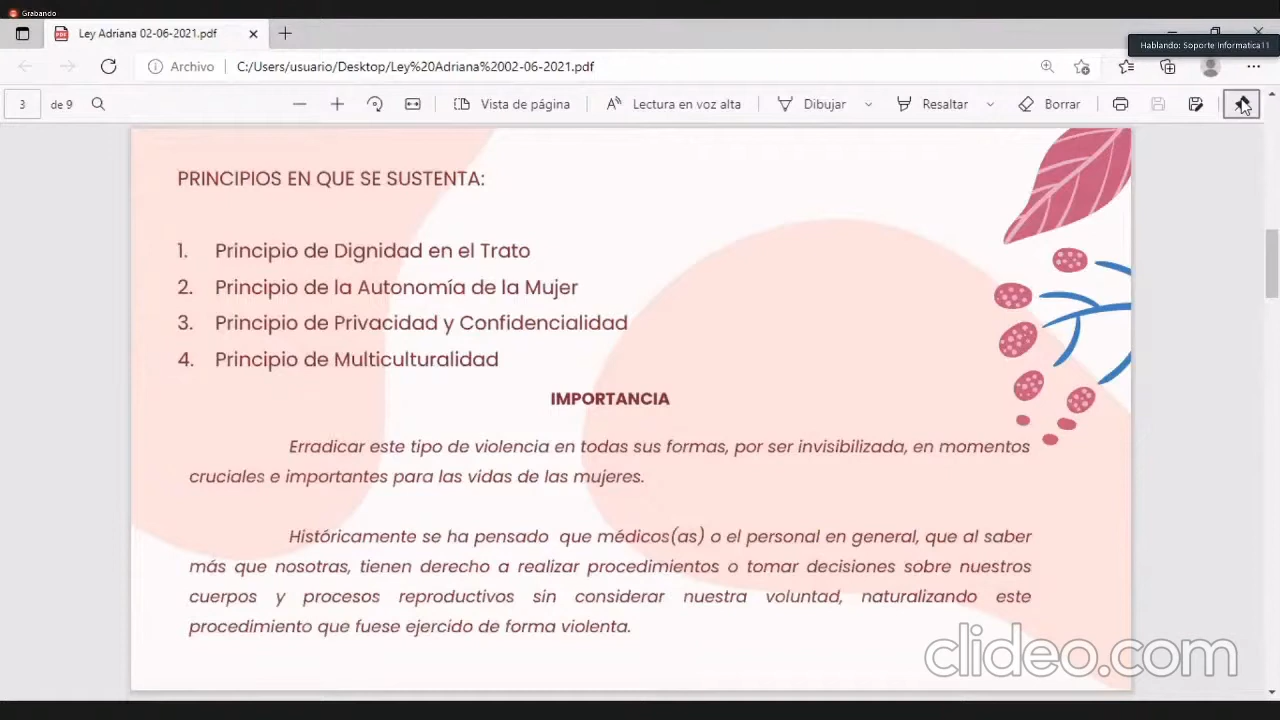 Grabando
Ley Adriana 02-06-2021.pdf
Hablando: Soporte Informatica11
Archivo C:/Users/usuario/Desktop/Ley%20Adriana%2002-06-2021.pdf
3 de 9 Vista de página Lectura en voz alta Dibujar Resaltar Borrar
PRINCIPIOS EN QUE SE SUSTENTA:
1. Principio de Dignidad en el Trato
2. Principio de la Autonomía de la Mujer
3. Principio de Privacidad y Confidencialidad
4. Principio de Multiculturalidad
IMPORTANCIA
Erradicar este tipo de violencia en todas sus formas, por ser invisibilizada, en momentos
cruciales e importantes para las vidas de las mujeres.
Históricamente se ha pensado que médicos(as) o el personal en general, que al saber
más que nosotras, tienen derecho a realizar procedimientos o tomar decisiones sobre nuestros
cuerpos y procesos reproductivos sin considerar nuestra voluntad, naturalizando este
procedimiento que fuese ejercido de forma violenta.
clideo.com